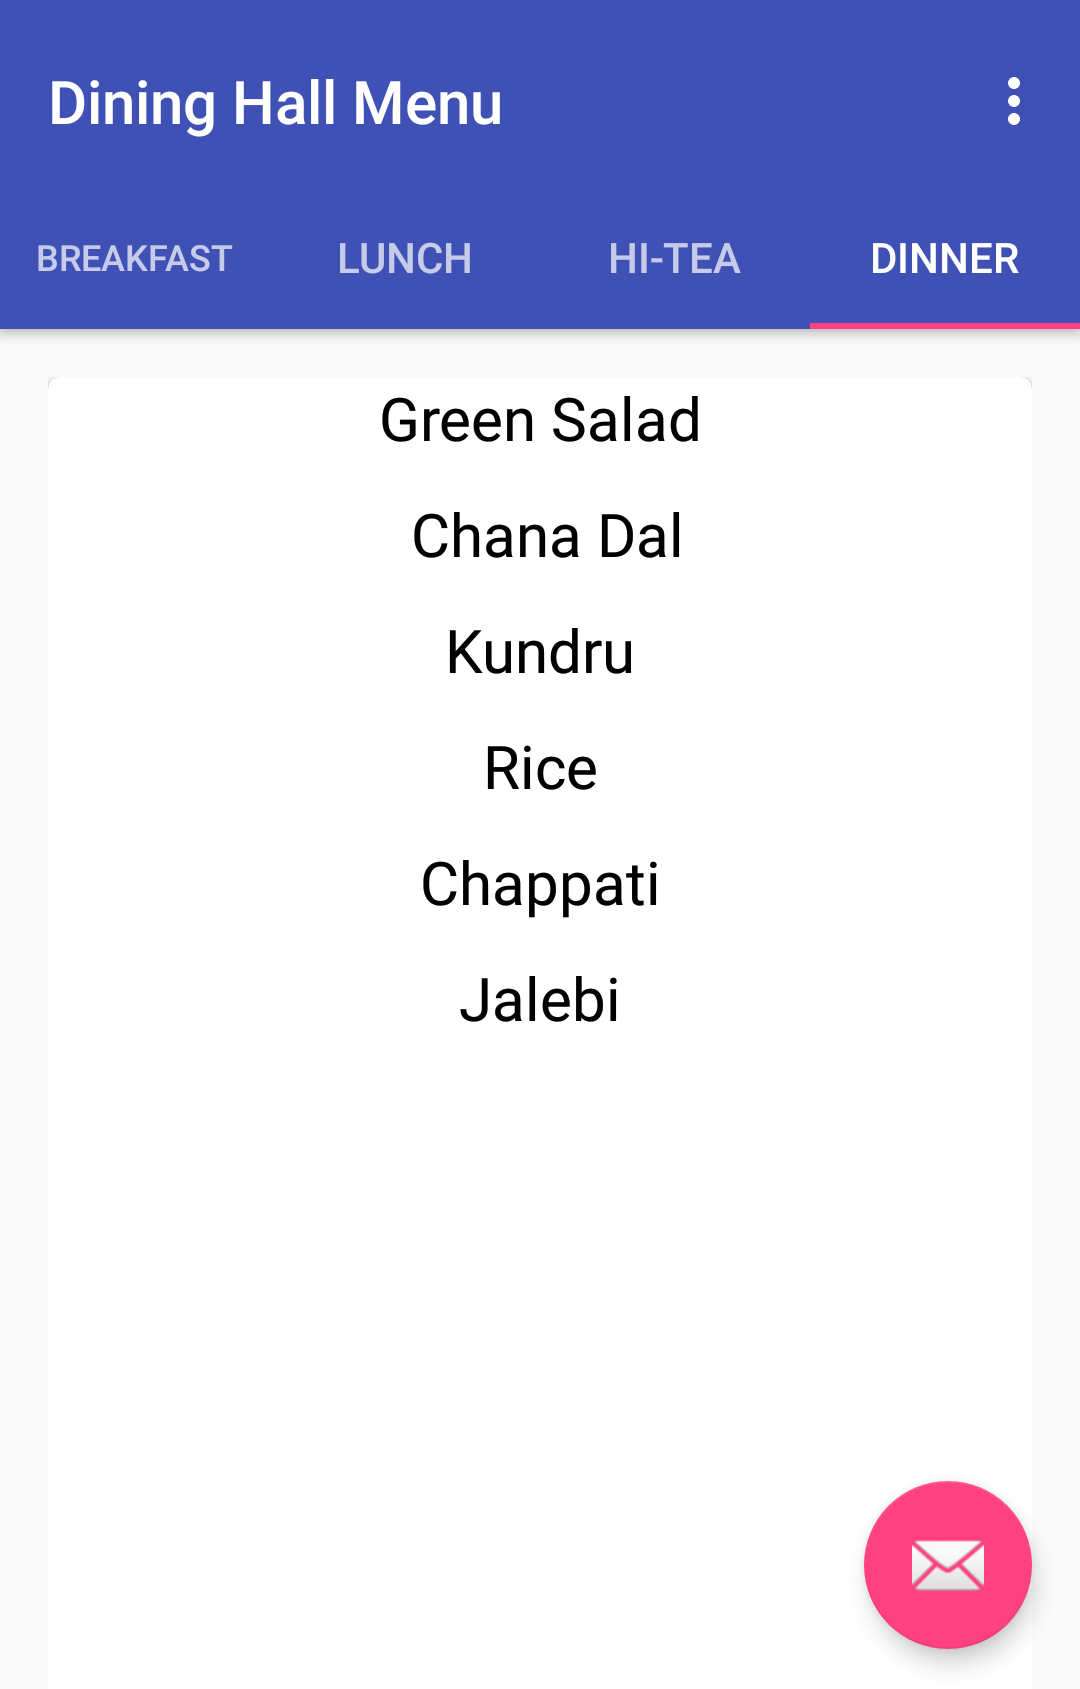 Dining Hall Menu
BREAKFAST LUNCH HI-TEA DINNER
Green Salad
Chana Dal
Kundru
Rice
Chappati
Jalebi